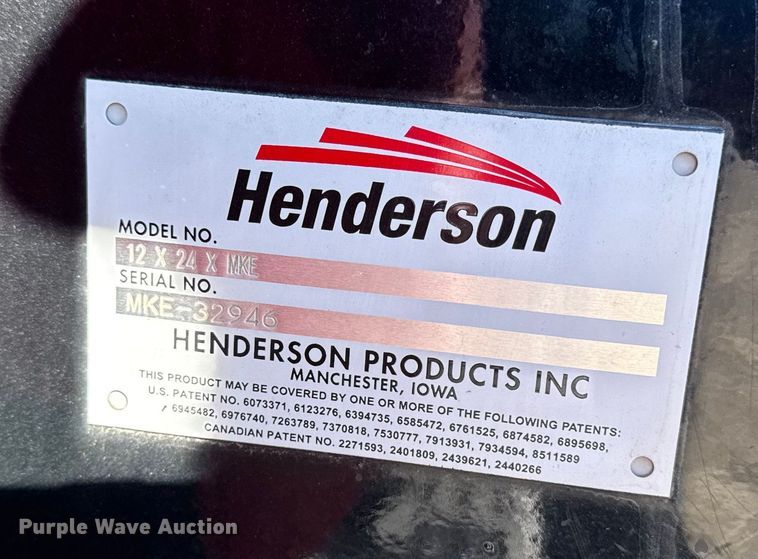 Henderson
MODEL NO.
12 X 24 X MKE
SERIAL NO.
MKE-32946
HENDERSON PRODUCTS INC
MANCHESTER, IOWA
THIS PRODUCT MAY BE COVERED BY ONE OR MORE OF THE FOLLOWING PATENTS:
U.S. PATENT NO. 6073371, 6123276, 6394735, 6585472, 6761525, 6874582, 6895698,
6945482, 6976740, 7263789, 7370818, 7530777, 7913931, 7934594, 8511589
CANADIAN PATENT NO. 2271593, 2401809, 2439621, 2440266
Purple Wave Auction